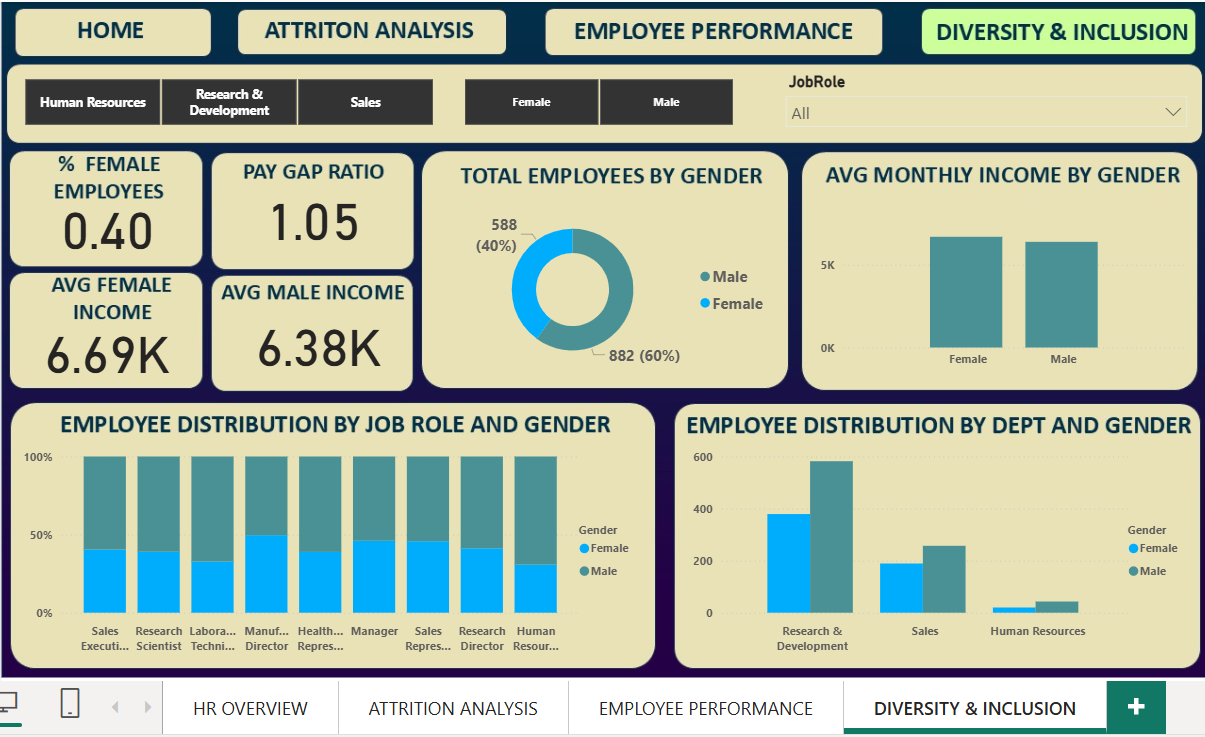 HOME
ATTRITON ANALYSIS
EMPLOYEE PERFORMANCE
DIVERSITY & INCLUSION
Human Resources
Research &
Development
Sales
Female
Male
JobRole
All
% FEMALE
EMPLOYEES
0.40
PAY GAP RATIO
1.05
AVG FEMALE
INCOME
6.69K
AVG MALE INCOME
6.38K
TOTAL EMPLOYEES BY GENDER
588
(40%)
882 (60%)
Male
Female
AVG MONTHLY INCOME BY GENDER
5K
0K
Female
Male
EMPLOYEE DISTRIBUTION BY JOB ROLE AND GENDER
100%
50%
0%
Sales
Executi...
Research
Scientist
Labora...
Techni...
Manuf...
Director
Health...
Repres...
Manager
Sales
Repres...
Research
Director
Human
Resour...
Gender
Female
Male
EMPLOYEE DISTRIBUTION BY DEPT AND GENDER
600
400
200
0
Research &
Development
Sales
Human Resources
Gender
Female
Male
HR OVERVIEW
ATTRITION ANALYSIS
EMPLOYEE PERFORMANCE
DIVERSITY & INCLUSION
+